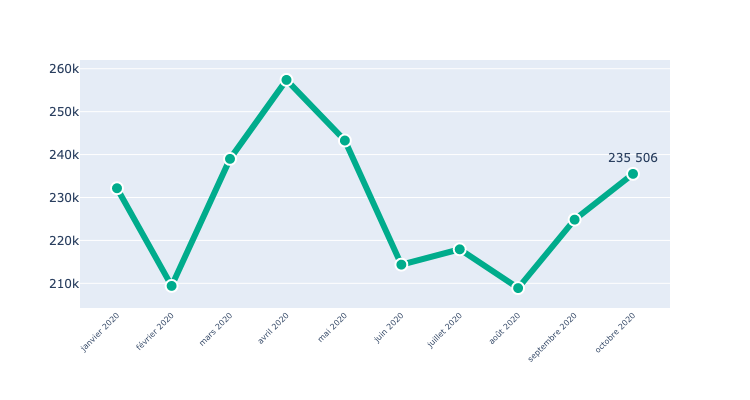 260k
250k
240k
235 506
230k
220k
210k
janvier 2020
février 2020
mars 2020
avril 2020
mai 2020
juin 2020
juillet 2020
août 2020
septembre 2020
octobre 2020